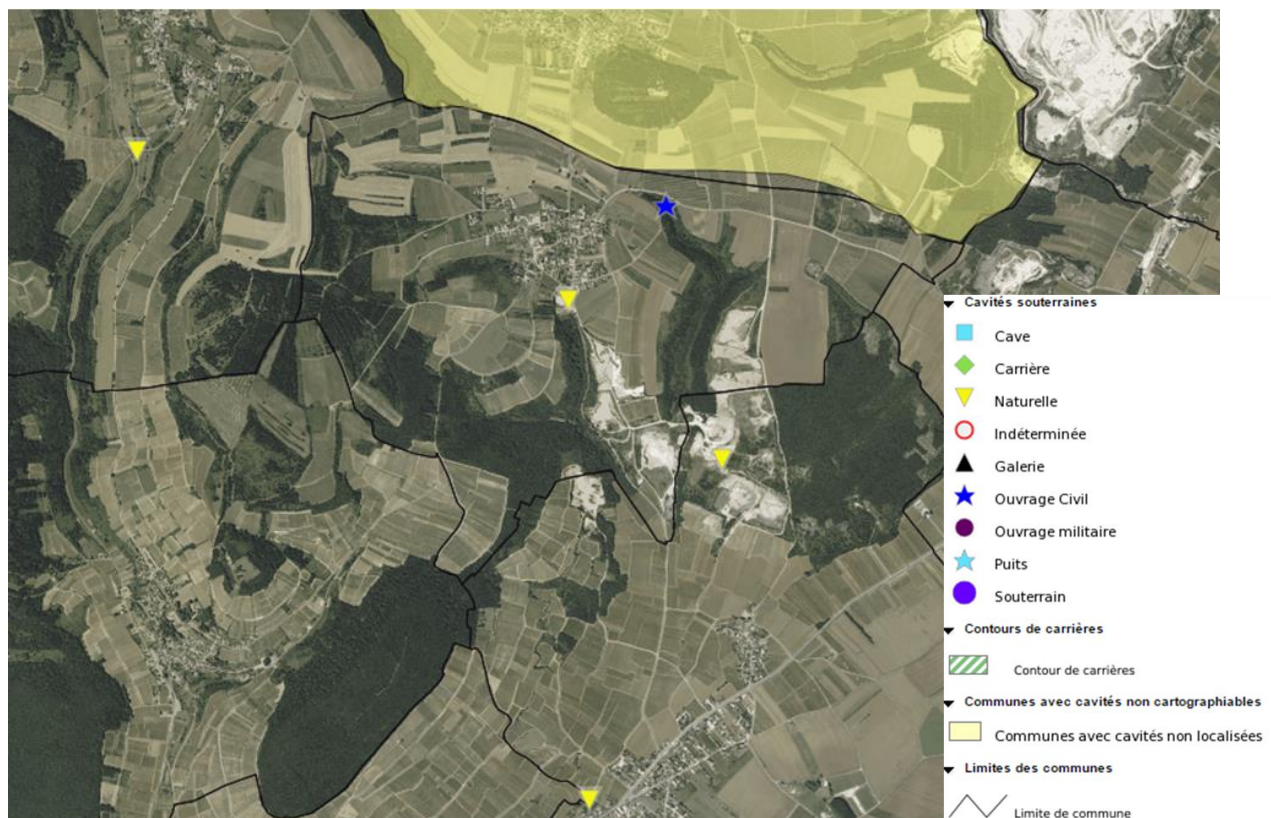 Cavités souterraines
Cave
Carrière
Naturelle
Indéterminée
Galerie
Ouvrage Civil
Ouvrage militaire
Puits
Souterrain
Contours de carrières
Contour de carrières
Communes avec cavités non cartographiables
Communes avec cavités non localisées
Limites des communes
Limite de commune